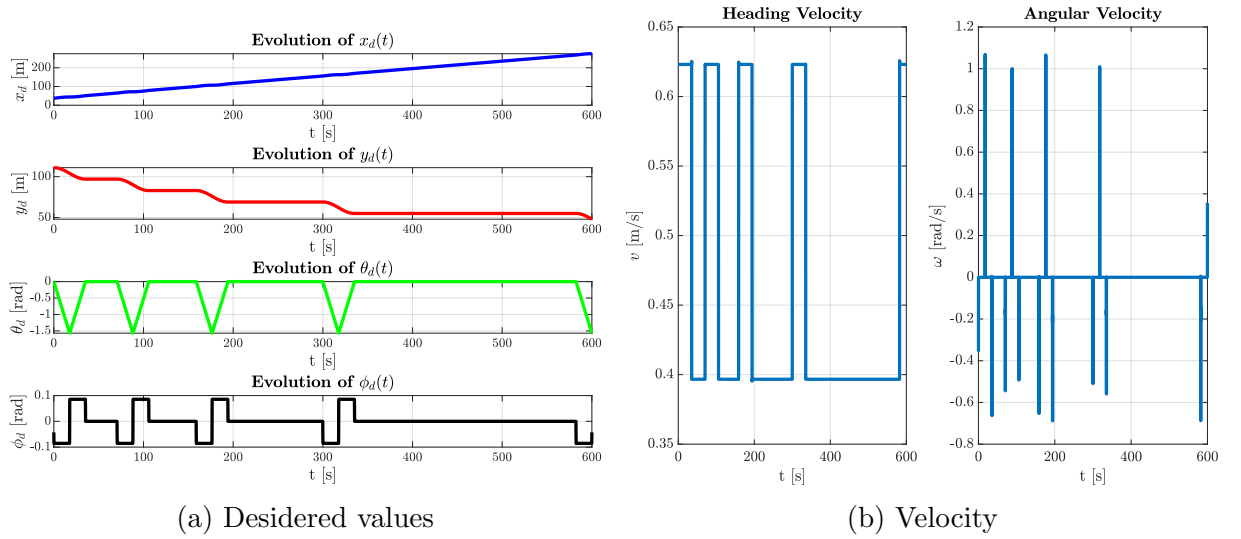 Evolution of x_d(t)
x_d [m]
200
100
0
0 100 200 300 400 500 600
t [s]
Evolution of y_d(t)
y_d [m]
100
50
0 100 200 300 400 500 600
t [s]
Evolution of θ_d(t)
θ_d [rad]
0
-0.5
-1
-1.5
0 100 200 300 400 500 600
t [s]
Evolution of ϕ_d(t)
ϕ_d [rad]
0.1
0
-0.1
0 100 200 300 400 500 600
t [s]
(a) Desidered values
Heading Velocity
v [m/s]
0.65
0.6
0.55
0.5
0.45
0.4
0.35
0 200 400 600
t [s]
Angular Velocity
ω [rad/s]
1.2
1
0.8
0.6
0.4
0.2
0
-0.2
-0.4
-0.6
-0.8
0 200 400 600
t [s]
(b) Velocity